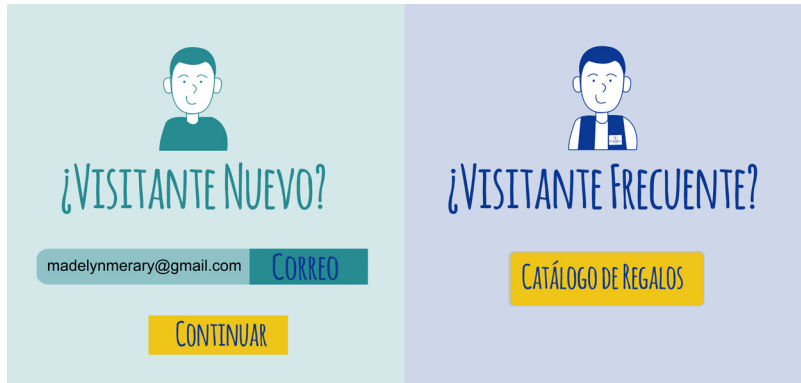 ¿Visitante Nuevo?
madelynmerary@gmail.com
Correo
Continuar
¿Visitante Frecuente?
Catálogo de Regalos